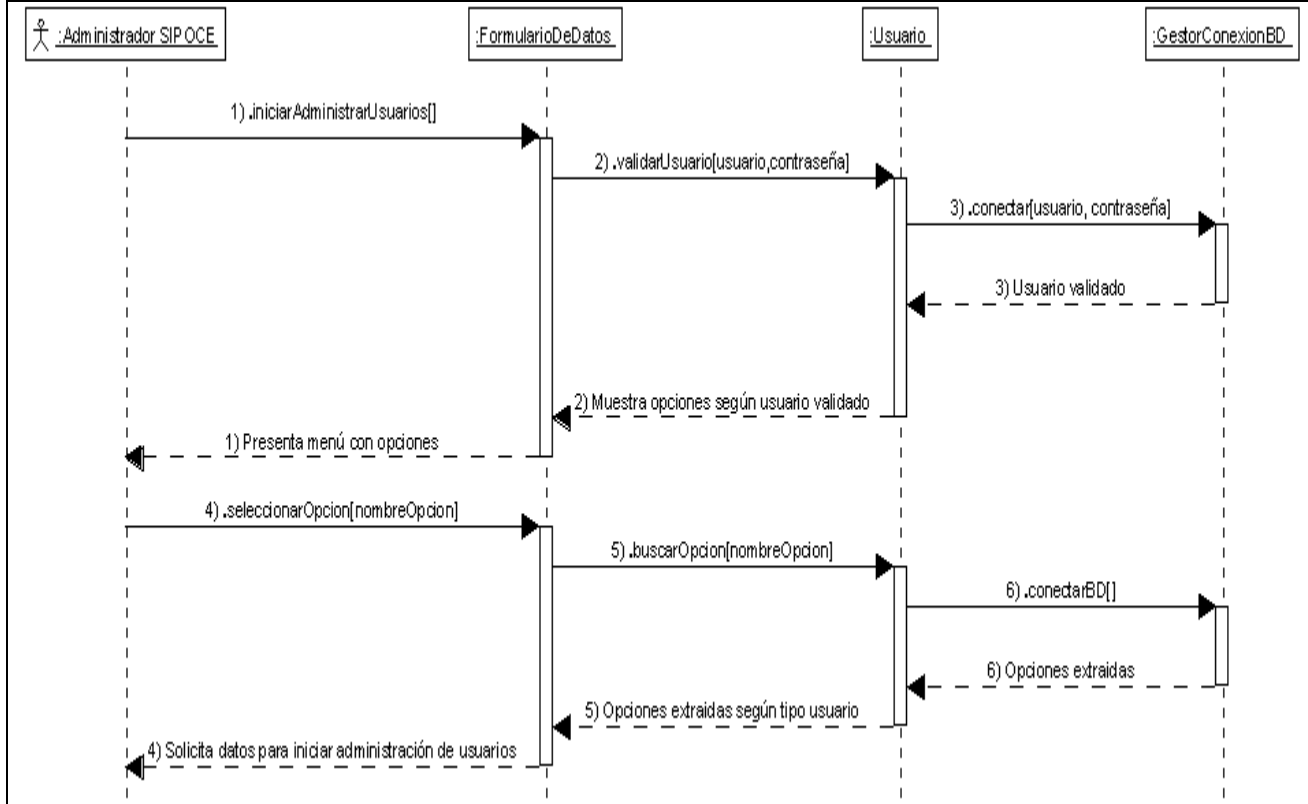 :Administrador SIPOCE
:FormularioDeDatos
:Usuario
:GestorConexionBD
1) .iniciarAdministrarUsuarios[]
2) .validarUsuario[usuario,contraseña]
3) .conectar[usuario, contraseña]
3) Usuario validado
2) Muestra opciones según usuario validado
1) Presenta menú con opciones
4) .seleccionarOpcion[nombreOpcion]
5) .buscarOpcion[nombreOpcion]
6) .conectarBD[]
6) Opciones extraidas
5) Opciones extraidas según tipo usuario
4) Solicita datos para iniciar administración de usuarios